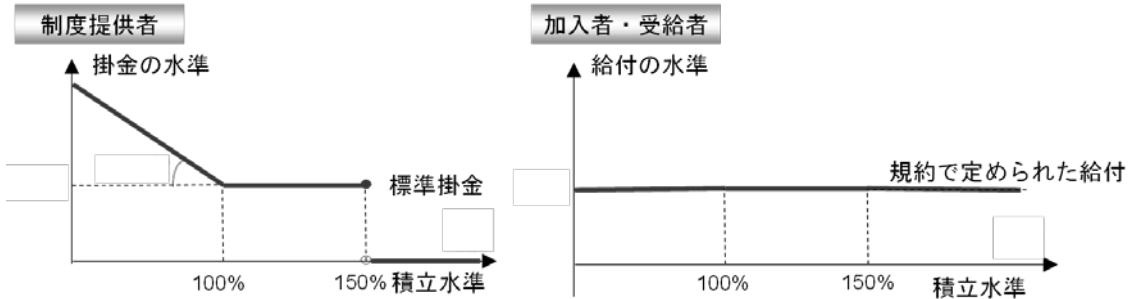 制度提供者
掛金の水準
標準掛金
100%
150%
積立水準
加入者・受給者
給付の水準
規約で定められた給付
100%
150%
積立水準